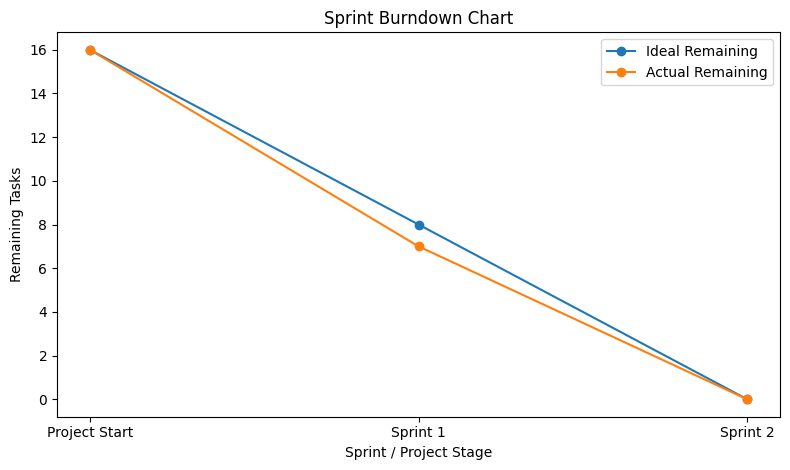 Sprint Burndown Chart
Ideal Remaining
Actual Remaining
Remaining Tasks
16
14
12
10
8
6
4
2
0
Project Start
Sprint 1
Sprint 2
Sprint / Project Stage